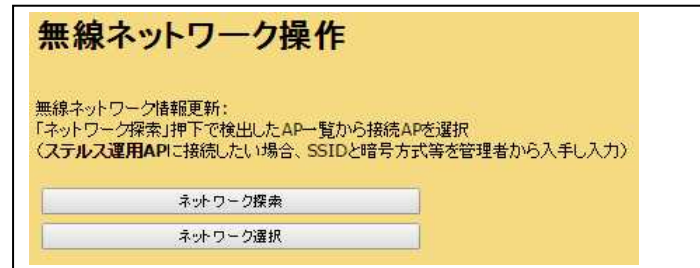 無線ネットワーク操作
無線ネットワーク情報更新：
「ネットワーク探索」押下で検出したAP一覧から接続APを選択
（ステルス運用APに接続したい場合、SSIDと暗号方式等を管理者から入手し入力）
ネットワーク探索
ネットワーク選択